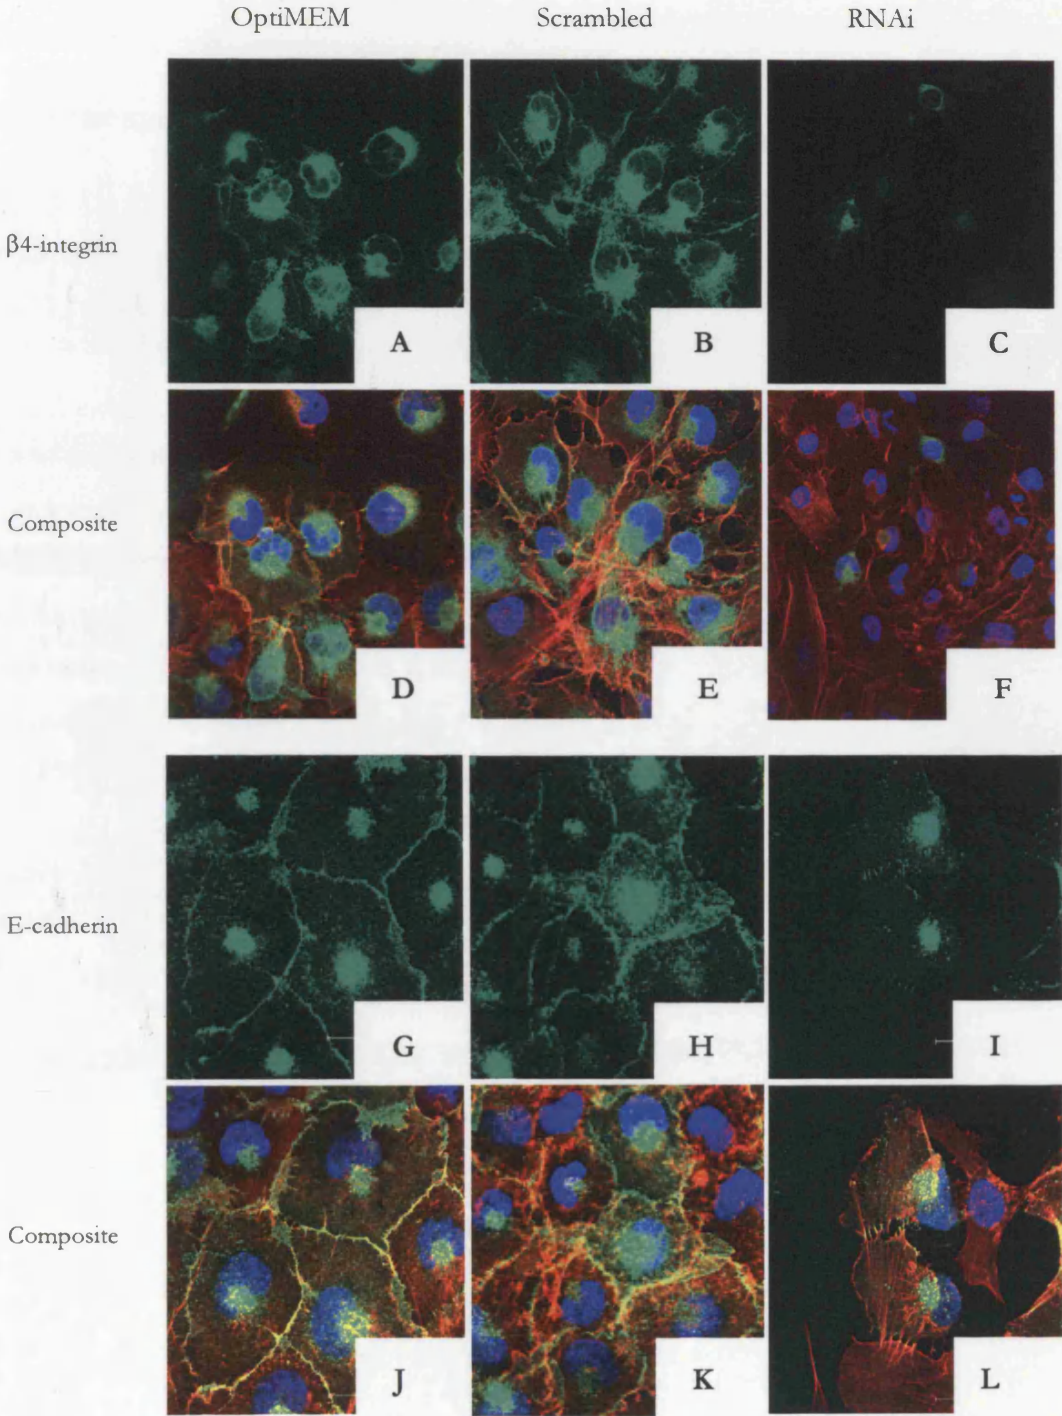 OptiMEM Scrambled RNAi
β4-integrin
A B C
Composite
D E F
E-cadherin
G H I
Composite
J K L